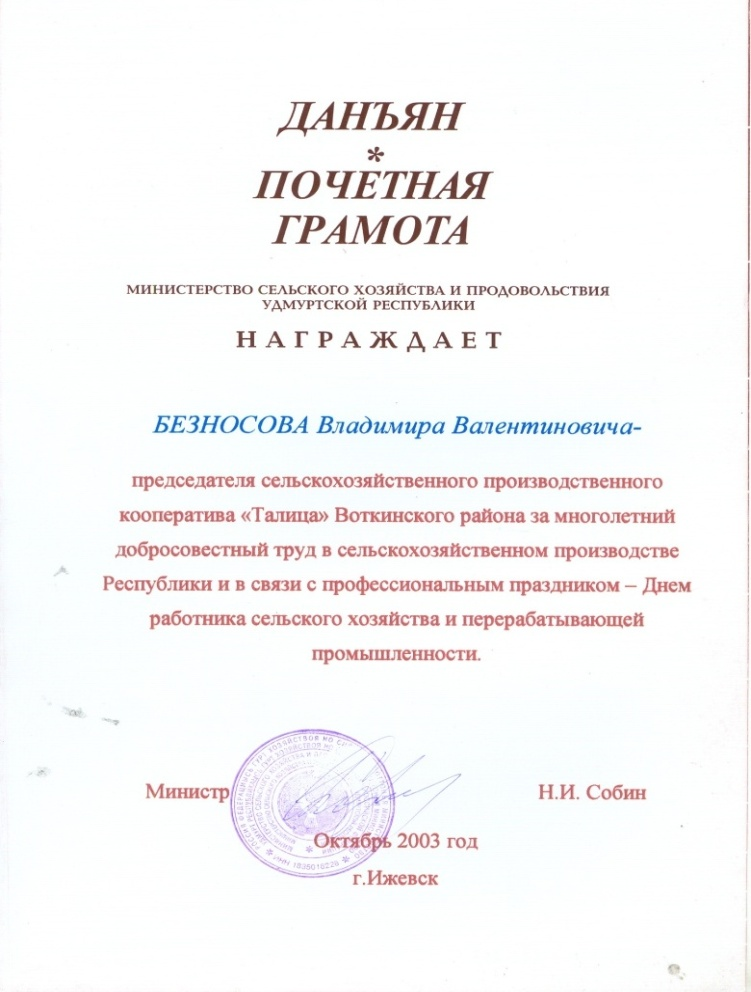 ДАНЪЯН
*
ПОЧЕТНАЯ
ГРАМОТА
МИНИСТЕРСТВО СЕЛЬСКОГО ХОЗЯЙСТВА И ПРОДОВОЛЬСТВИЯ
УДМУРТСКОЙ РЕСПУБЛИКИ
НАГРАЖДАЕТ
БЕЗНОСОВА Владимира Валентиновича-
председателя сельскохозяйственного производственного
кооператива «Талица» Воткинского района за многолетний
добросовестный труд в сельскохозяйственном производстве
Республики и в связи с профессиональным праздником – Днем
работника сельского хозяйства и перерабатывающей
промышленности.
Министр Н.И. Собин
Октябрь 2003 год
г.Ижевск